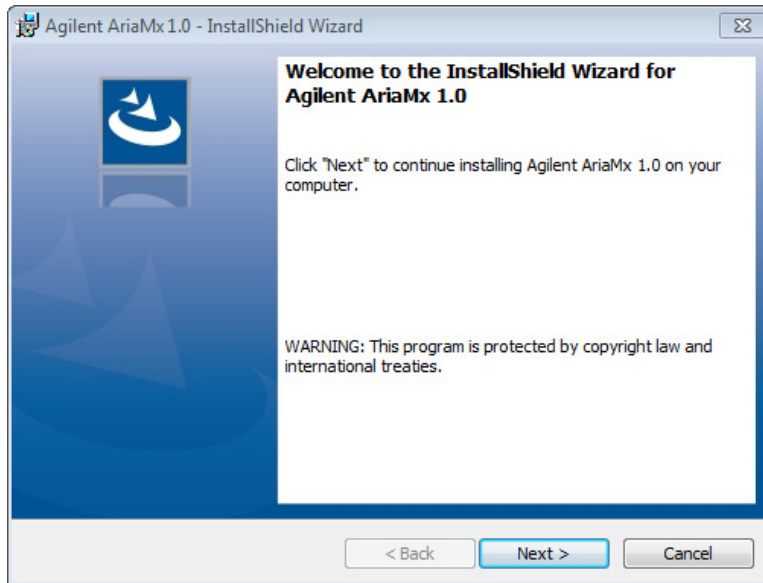 Agilent AriaMx 1.0 - InstallShield Wizard
Welcome to the InstallShield Wizard for
Agilent AriaMx 1.0
Click "Next" to continue installing Agilent AriaMx 1.0 on your
computer.
WARNING: This program is protected by copyright law and
international treaties.
< Back
Next >
Cancel